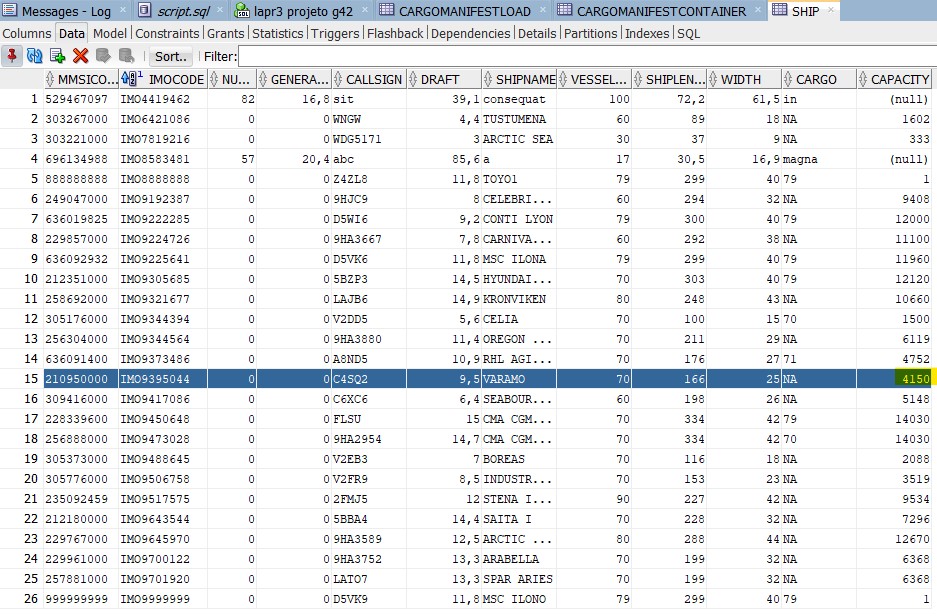 Messages - Log script.sql lapr3 projeto g42 CARGOMANIFESTLOAD CARGOMANIFESTCONTAINER SHIP
Columns Data Model Constraints Grants Statistics Triggers Flashback Dependencies Details Partitions Indexes SQL
Sort.. Filter:
MMSICO... 1 IMOCODE NU... GENERA... CALLSIGN DRAFT SHIPNAME VESSEL... SHIPLEN... WIDTH CARGO CAPACITY
1 529467097 IMO4419462 82 16,8 sit 39,1 consequat 100 72,2 61,5 in (null)
2 303267000 IMO6421086 0 0 WNGW 4,4 TUSTUMENA 60 89 18 NA 1602
3 303221000 IMO7819216 0 0 WDG5171 3 ARCTIC SEA 30 37 9 NA 333
4 696134988 IMO8583481 57 20,4 abc 85,6 a 17 30,5 16,9 magna (null)
5 888888888 IMO8888888 0 0 Z4ZL8 11,8 TOYO1 79 299 40 79 1
6 249047000 IMO9192387 0 0 9HJC9 8 CELEBRI... 60 294 32 NA 9408
7 636019825 IMO9222285 0 0 D5WI6 9,2 CONTI LYON 79 300 40 79 12000
8 229857000 IMO9224726 0 0 9HA3667 7,8 CARNIVA... 60 292 38 NA 11100
9 636092932 IMO9225641 0 0 D5VK6 11,8 MSC ILONA 79 299 40 79 11960
10 212351000 IMO9305685 0 0 5BZP3 14,5 HYUNDAI... 70 303 40 70 12120
11 258692000 IMO9321677 0 0 LAJB6 14,9 KRONVIKEN 80 248 43 NA 10660
12 305176000 IMO9344394 0 0 V2DD5 5,6 CELIA 70 100 15 70 1500
13 256304000 IMO9344564 0 0 9HA3880 11,4 OREGON ... 70 211 29 NA 6119
14 636091400 IMO9373486 0 0 A8ND5 10,9 RHL AGI... 70 176 27 71 4752
15 210950000 IMO9395044 0 0 C4SQ2 9,5 VARAMO 70 166 25 NA 4150
16 309416000 IMO9417086 0 0 C6XC6 6,4 SEABOUR... 60 198 26 NA 5148
17 228339600 IMO9450648 0 0 FLSU 15 CMA CGM... 70 334 42 79 14030
18 256888000 IMO9473028 0 0 9HA2954 14,7 CMA CGM... 70 334 42 70 14030
19 305373000 IMO9488645 0 0 V2EB3 7 BOREAS 70 116 18 NA 2088
20 305776000 IMO9506758 0 0 V2FR9 8,5 INDUSTR... 70 153 23 NA 3519
21 235092459 IMO9517575 0 0 2FMJ5 12 STENA I... 90 227 42 NA 9534
22 212180000 IMO9643544 0 0 5BBA4 14,4 SAITA I 70 228 32 NA 7296
23 229767000 IMO9645970 0 0 9HA3589 12,5 ARCTIC ... 80 288 44 NA 12670
24 229961000 IMO9700122 0 0 9HA3752 13,3 ARABELLA 70 199 32 NA 6368
25 257881000 IMO9701920 0 0 LATO7 13,3 SPAR ARIES 70 199 32 NA 6368
26 999999999 IMO9999999 0 0 D5VK9 11,8 MSC ILONO 79 299 40 79 1